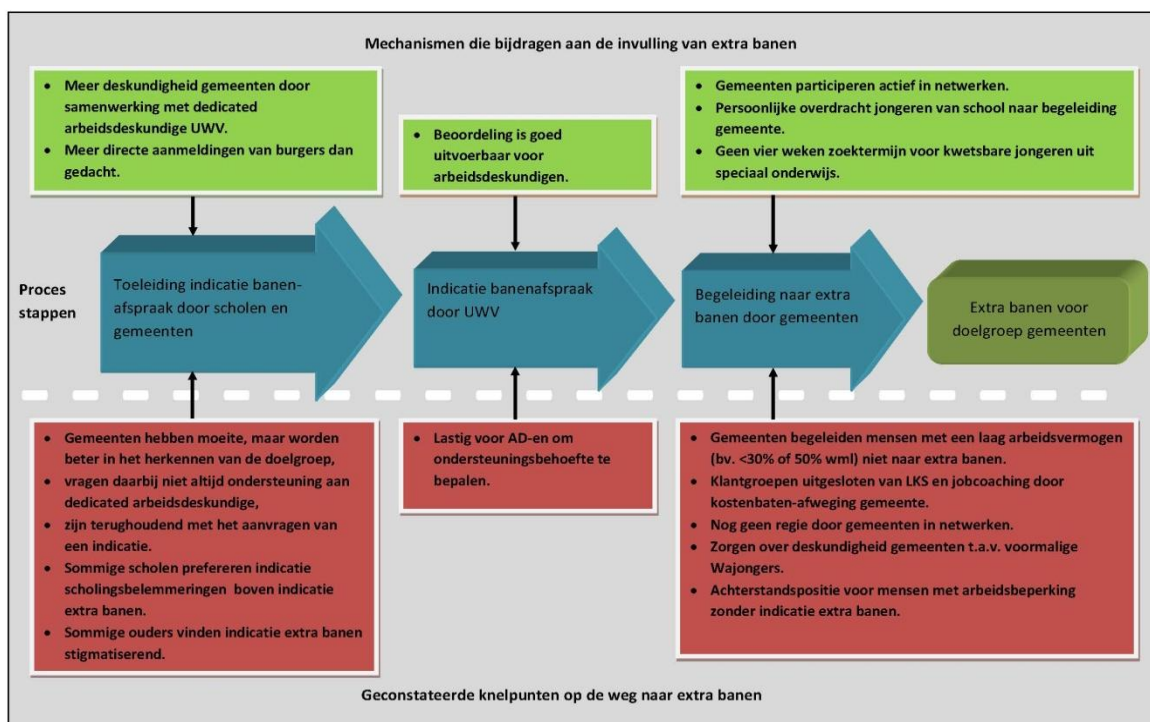 Mechanismen die bijdragen aan de invulling van extra banen
• Meer deskundigheid gemeenten door
samenwerking met dedicated
arbeidsdeskundige UWV.
• Meer directe aanmeldingen van burgers dan
gedacht.
• Beoordeling is goed
uitvoerbaar voor
arbeidsdeskundigen.
• Gemeenten participeren actief in netwerken.
• Persoonlijke overdracht jongeren van school naar begeleiding
gemeente.
• Geen vier weken zoektermijn voor kwetsbare jongeren uit
speciaal onderwijs.
Proces
stappen
Toeleiding indicatie banen-
afspraak door scholen en
gemeenten
Indicatie banenafspraak
door UWV
Begeleiding naar extra
banen door gemeenten
Extra banen voor
doelgroep gemeenten
• Gemeenten hebben moeite, maar worden
beter in het herkennen van de doelgroep,
• vragen daarbij niet altijd ondersteuning aan
dedicated arbeidsdeskundige,
• zijn terughoudend met het aanvragen van
een indicatie.
• Sommige scholen prefereren indicatie
scholingsbelemmeringen boven indicatie
extra banen.
• Sommige ouders vinden indicatie extra banen
stigmatiserend.
• Lastig voor AD-en om
ondersteuningsbehoefte te
bepalen.
• Gemeenten begeleiden mensen met een laag arbeidsvermogen
(bv. <30% of 50% wml) niet naar extra banen.
• Klantgroepen uitgesloten van LKS en jobcoaching door
kostenbaten-afweging gemeente.
• Nog geen regie door gemeenten in netwerken.
• Zorgen over deskundigheid gemeenten t.a.v. voormalige
Wajongers.
• Achterstandspositie voor mensen met arbeidsbeperking
zonder indicatie extra banen.
Geconstateerde knelpunten op de weg naar extra banen